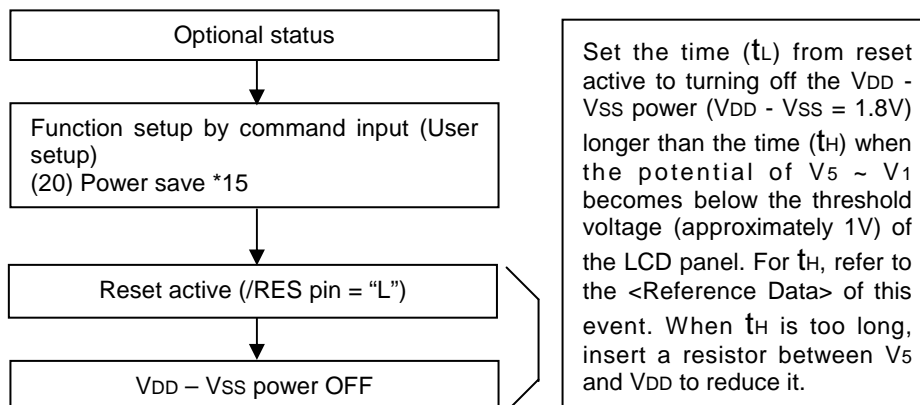 Optional status
Function setup by command input (User
setup)
(20) Power save *15
Reset active (/RES pin = “L”)
VDD – VSS power OFF
Set the time (tL) from reset
active to turning off the VDD -
VSS power (VDD - VSS = 1.8V)
longer than the time (tH) when
the potential of V5 ~ V1
becomes below the threshold
voltage (approximately 1V) of
the LCD panel. For tH, refer to
the <Reference Data> of this
event. When tH is too long,
insert a resistor between V5
and VDD to reduce it.